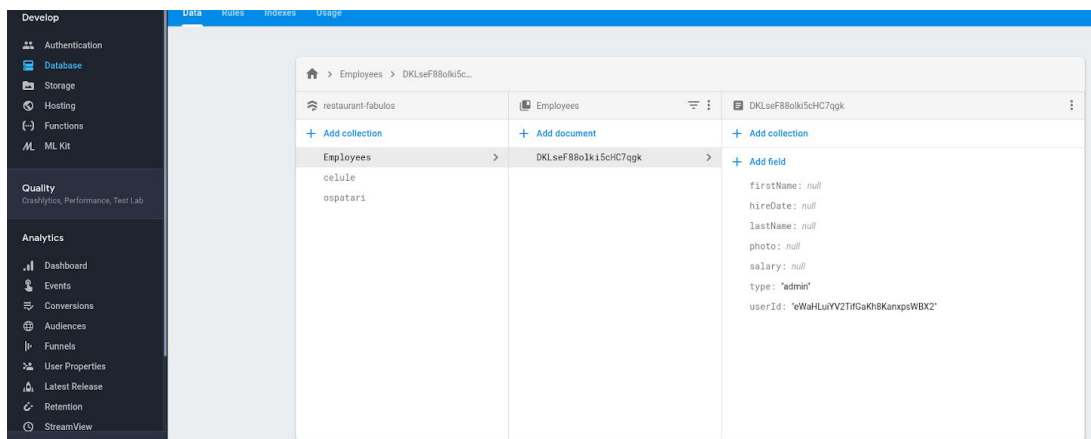 Develop
Data Rules Indexes Usage
Authentication
Database
Storage
Hosting
Functions
ML ML Kit
Quality
Crashlytics, Performance, Test Lab
Analytics
Dashboard
Events
Conversions
Audiences
Funnels
User Properties
Latest Release
Retention
StreamView
> Employees > DKLseF88olki5c...
restaurant-fabulos
+ Add collection
Employees >
celule
ospatari
Employees
+ Add document
DKLseF88olki5cHC7qgk >
DKLseF88olki5cHC7qgk
+ Add collection
+ Add field
firstName: null
hireDate: null
lastName: null
photo: null
salary: null
type: "admin"
userId: "eWaHLuiYV2TifGaKh8KanxpsWBX2"